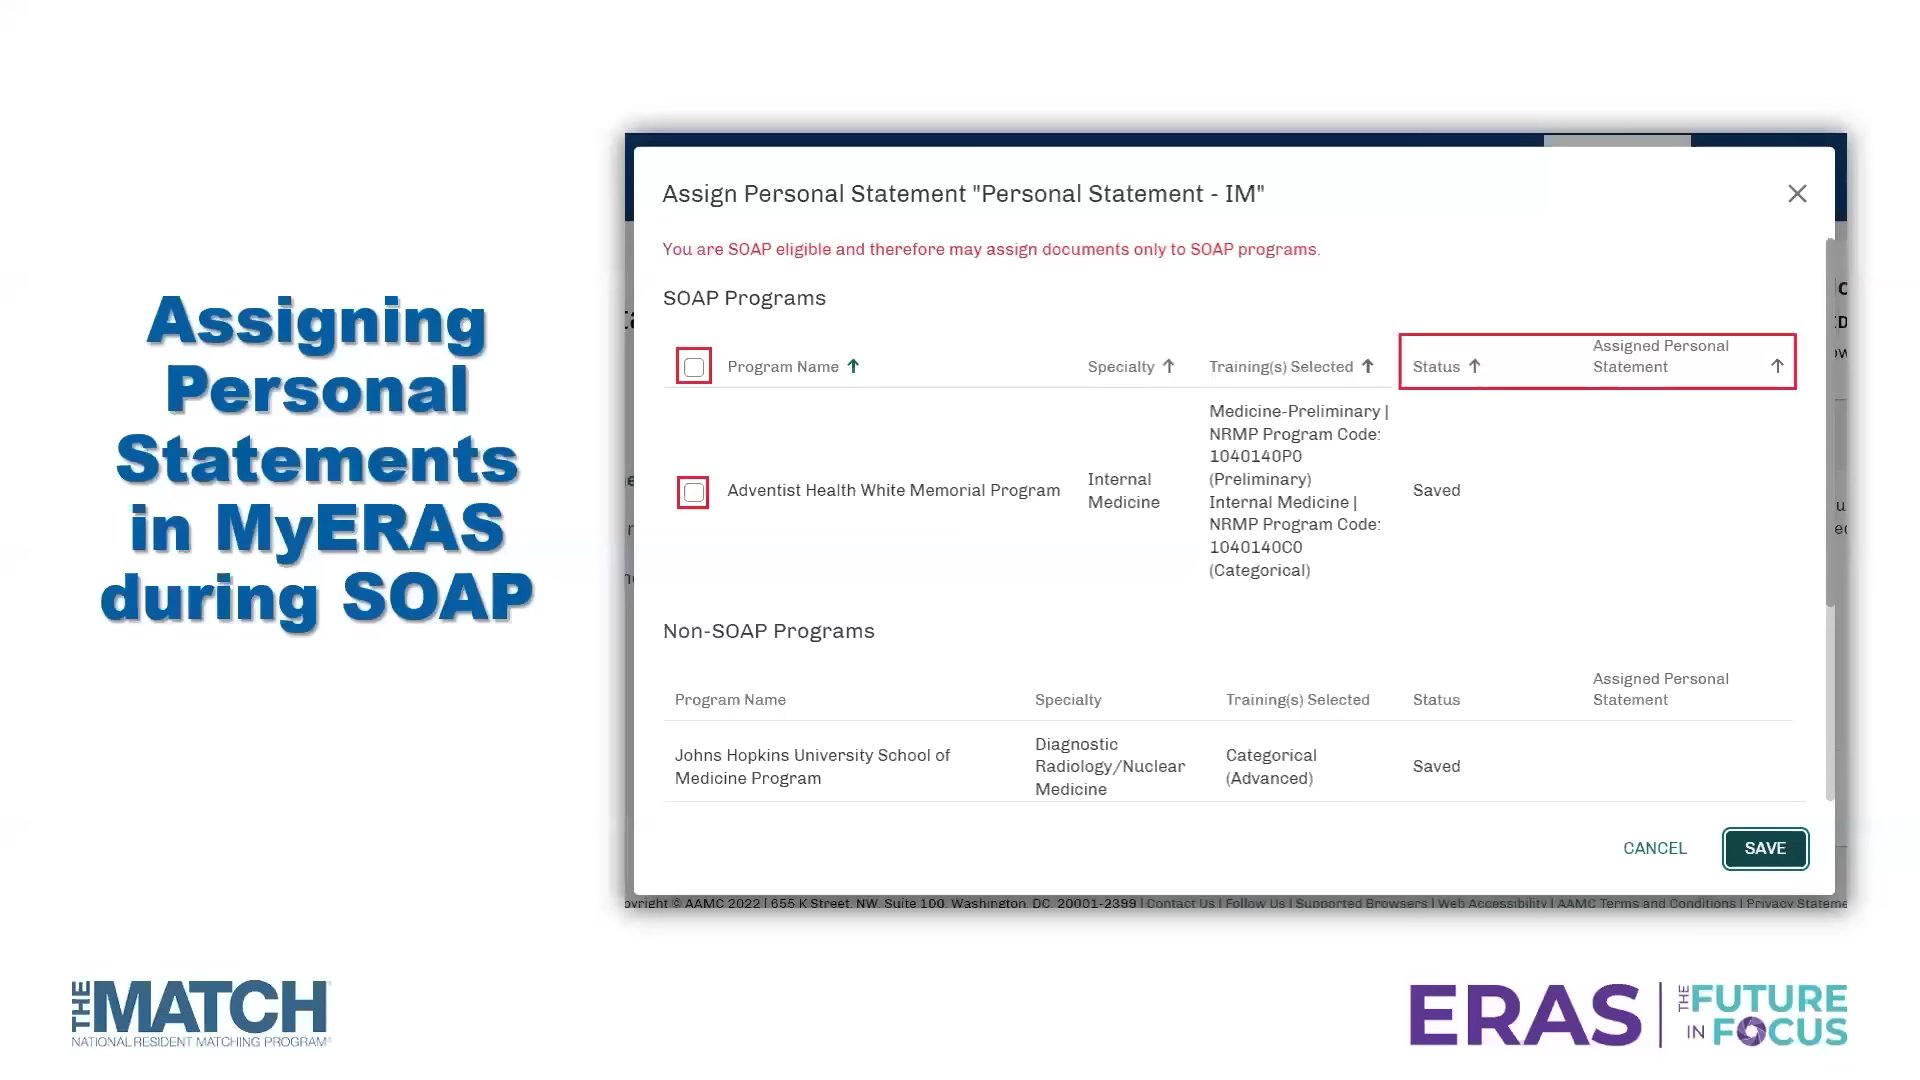 Assigning
Personal
Statements
in MyERAS
during SOAP
Assign Personal Statement "Personal Statement - IM"
You are SOAP eligible and therefore may assign documents only to SOAP programs.
SOAP Programs
Program Name Specialty Training(s) Selected Status Assigned Personal
Statement
Medicine-Preliminary |
NRMP Program Code:
1040140P0
(Preliminary)
Adventist Health White Memorial Program Internal
Medicine Saved
Internal Medicine |
NRMP Program Code:
1040140C0
(Categorical)
Non-SOAP Programs
Program Name Specialty Training(s) Selected Status Assigned Personal
Statement
Johns Hopkins University School of
Medicine Program
Diagnostic
Radiology/Nuclear
Medicine
Categorical
(Advanced)
Saved
CANCEL SAVE
AAMC 2022 | 655 K Street, NW, Suite 100, Washington, DC, 20001-2399 | Contact Us | Follow Us | Supported Browsers | Web Accessibility | AAMC Terms and Conditions | Privacy Stateme
THE MATCH
NATIONAL RESIDENT MATCHING PROGRAM®
ERAS | THE FUTURE
IN FOCUS